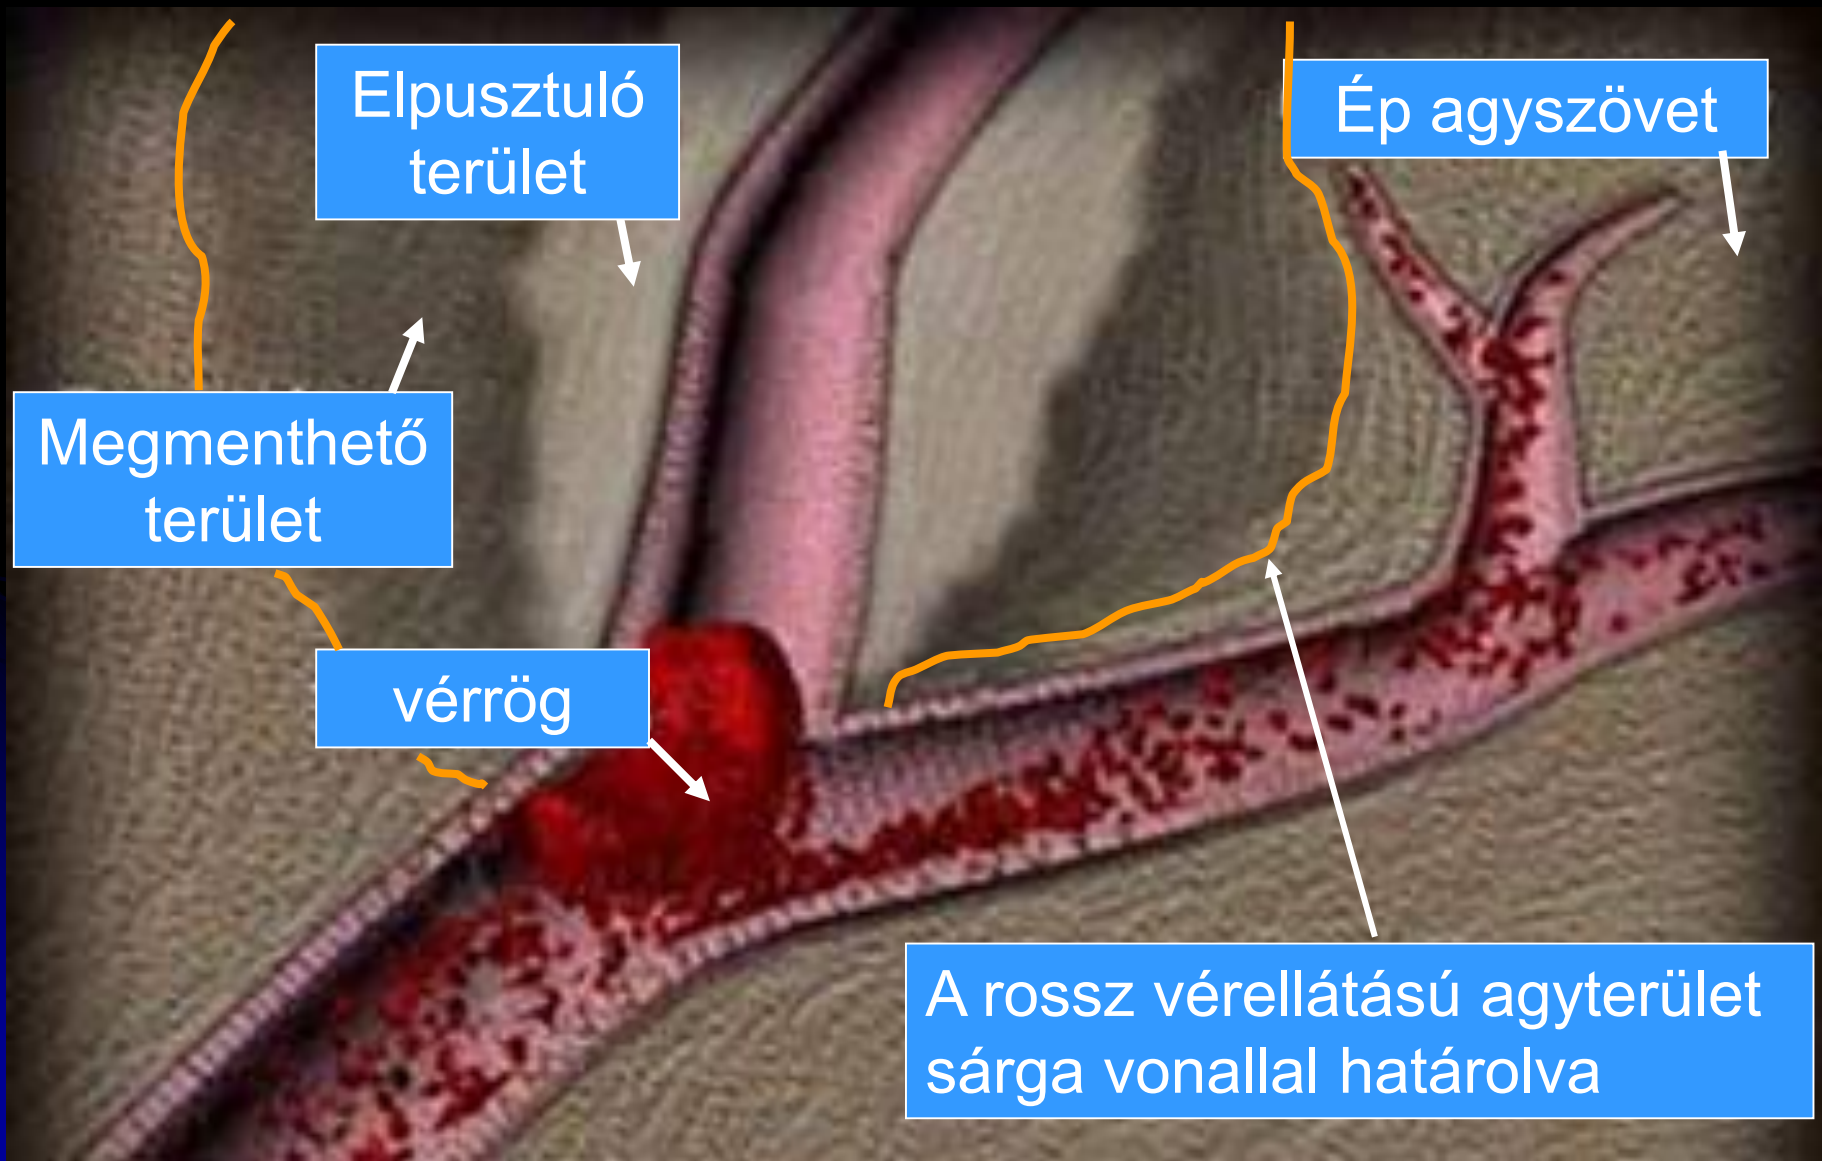 Elpusztuló
terület
Ép agyszövet
Megmenthető
terület
vérrög
A rossz vérellátású agyterület
sárga vonallal határolva